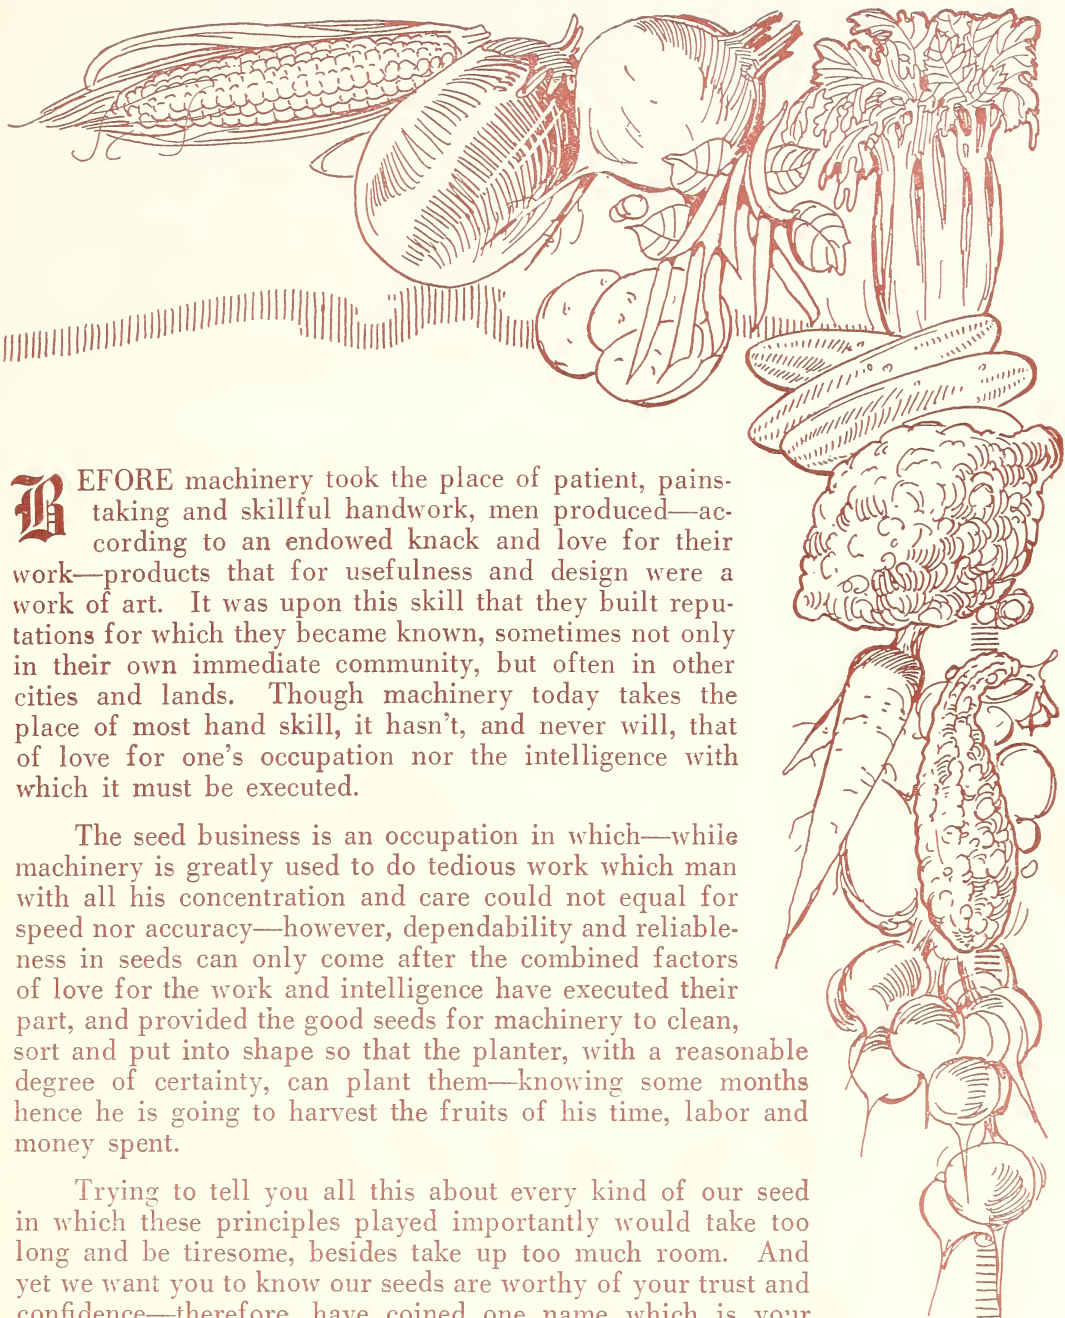 BEFORE machinery took the place of patient, pains-
taking and skillful handwork, men produced—ac-
cording to an endowed knack and love for their
work—products that for usefulness and design were a
work of art. It was upon this skill that they built repu-
tations for which they became known, sometimes not only
in their own immediate community, but often in other
cities and lands. Though machinery today takes the
place of most hand skill, it hasn't, and never will, that
of love for one's occupation nor the intelligence with
which it must be executed.
The seed business is an occupation in which—while
machinery is greatly used to do tedious work which man
with all his concentration and care could not equal for
speed nor accuracy—however, dependability and reliable-
ness in seeds can only come after the combined factors
of love for the work and intelligence have executed their
part, and provided the good seeds for machinery to clean,
sort and put into shape so that the planter, with a reasonable
degree of certainty, can plant them—knowing some months
hence he is going to harvest the fruits of his time, labor and
money spent.
Trying to tell you all this about every kind of our seed
in which these principles played importantly would take too
long and be tiresome, besides take up too much room. And
yet we want you to know our seeds are worthy of your trust and
confidence—therefore, have coined one name which is your